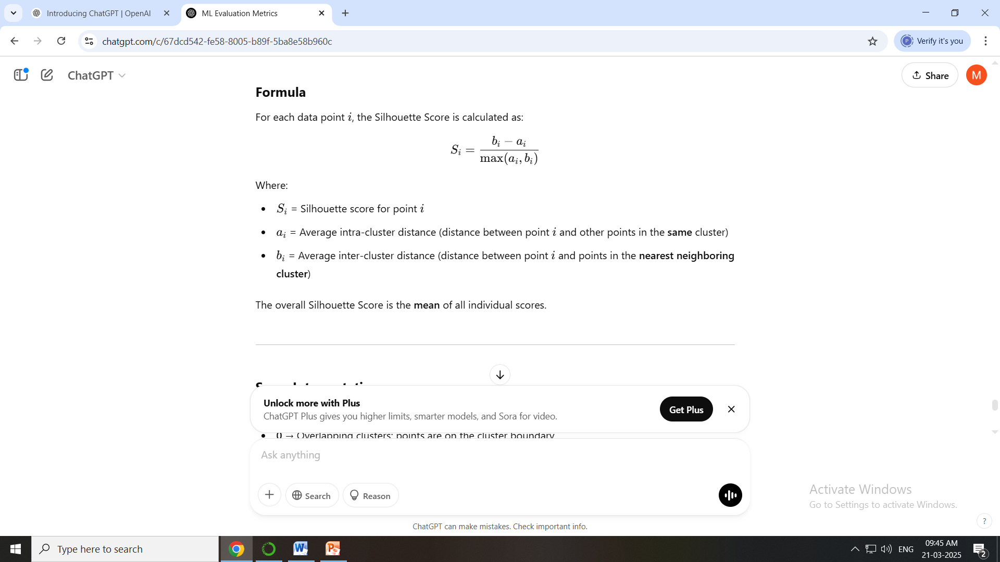 Introducing ChatGPT | OpenAI
ML Evaluation Metrics
chatgpt.com/c/67dcd542-fe58-8005-b89f-5ba8e58b960c
P
Verify it's you
ChatGPT
Share
M
Formula
For each data point i, the Silhouette Score is calculated as:
S_i = \frac{b_i - a_i}{\max(a_i, b_i)}
Where:
• S_i = Silhouette score for point i
• a_i = Average intra-cluster distance (distance between point i and other points in the same cluster)
• b_i = Average inter-cluster distance (distance between point i and points in the nearest neighboring
cluster)
The overall Silhouette Score is the mean of all individual scores.
Unlock more with Plus
ChatGPT Plus gives you higher limits, smarter models, and Sora for video.
Get Plus
• 0 → Overlapping clusters; points are on the cluster boundary
Ask anything
Search
Reason
Activate Windows
Go to Settings to activate Windows.
ChatGPT can make mistakes. Check important info.
?
Type here to search
ENG
09:45 AM
21-03-2025
2